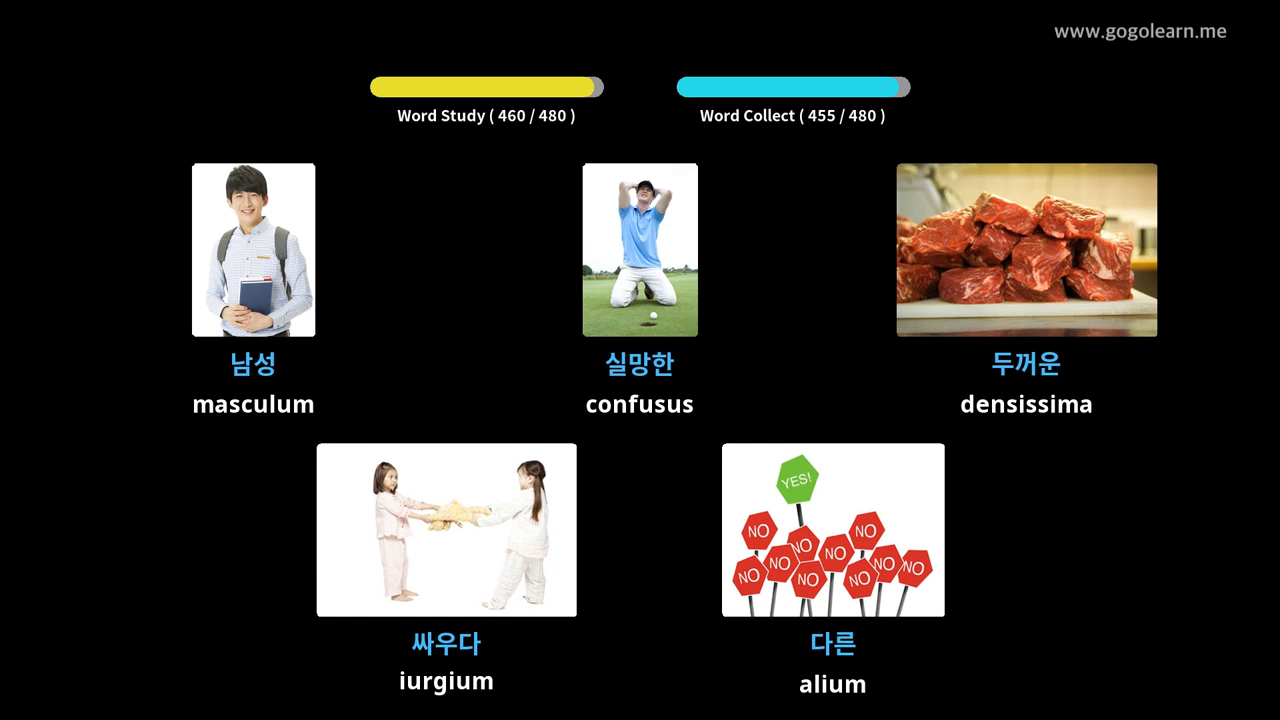 www.gogolearn.me
Word Study ( 460 / 480 )
Word Collect ( 455 / 480 )
남성
masculum
실망한
confusus
두꺼운
densissima
싸우다
iurgium
YES!
NO
NO
NO
NO
NO
NO
NO
NO
NO
NO
다른
alium